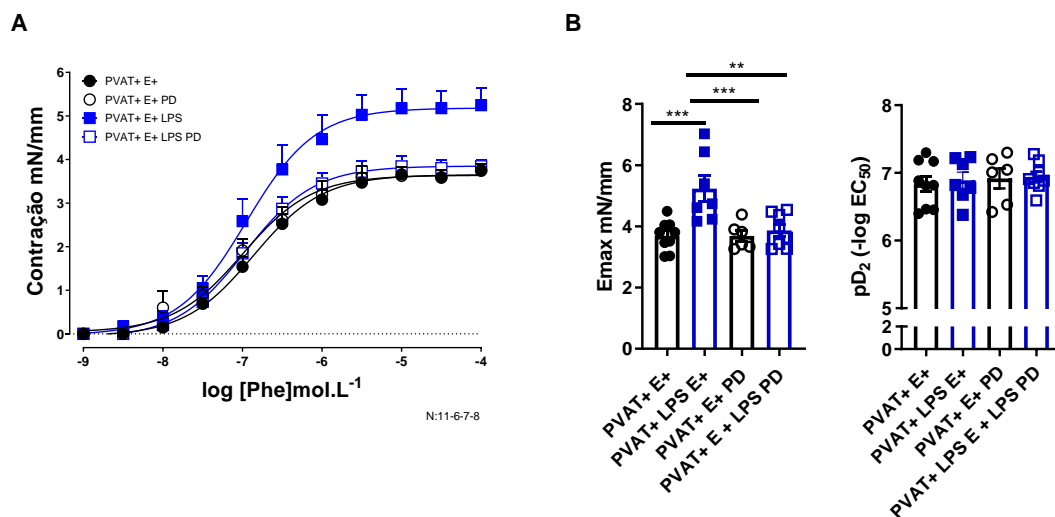 A
B
PVAT+ E+
PVAT+ E+ PD
PVAT+ E+ LPS
PVAT+ E+ LPS PD
Contração mN/mm
6
5
4
3
2
1
0
-9
-8
-7
-6
-5
-4
log [Phe]mol.L-1
N:11-6-7-8
**
***
***
Emax mN/mm
8
6
4
2
0
PVAT+ E+
PVAT+ LPS E+
PVAT+ E+ PD
PVAT+ E + LPS PD
pD2 (-log EC50)
8
7
6
5
2
0
PVAT+ E+
PVAT+ LPS E+
PVAT+ E+ PD
PVAT+ LPS E + LPS PD